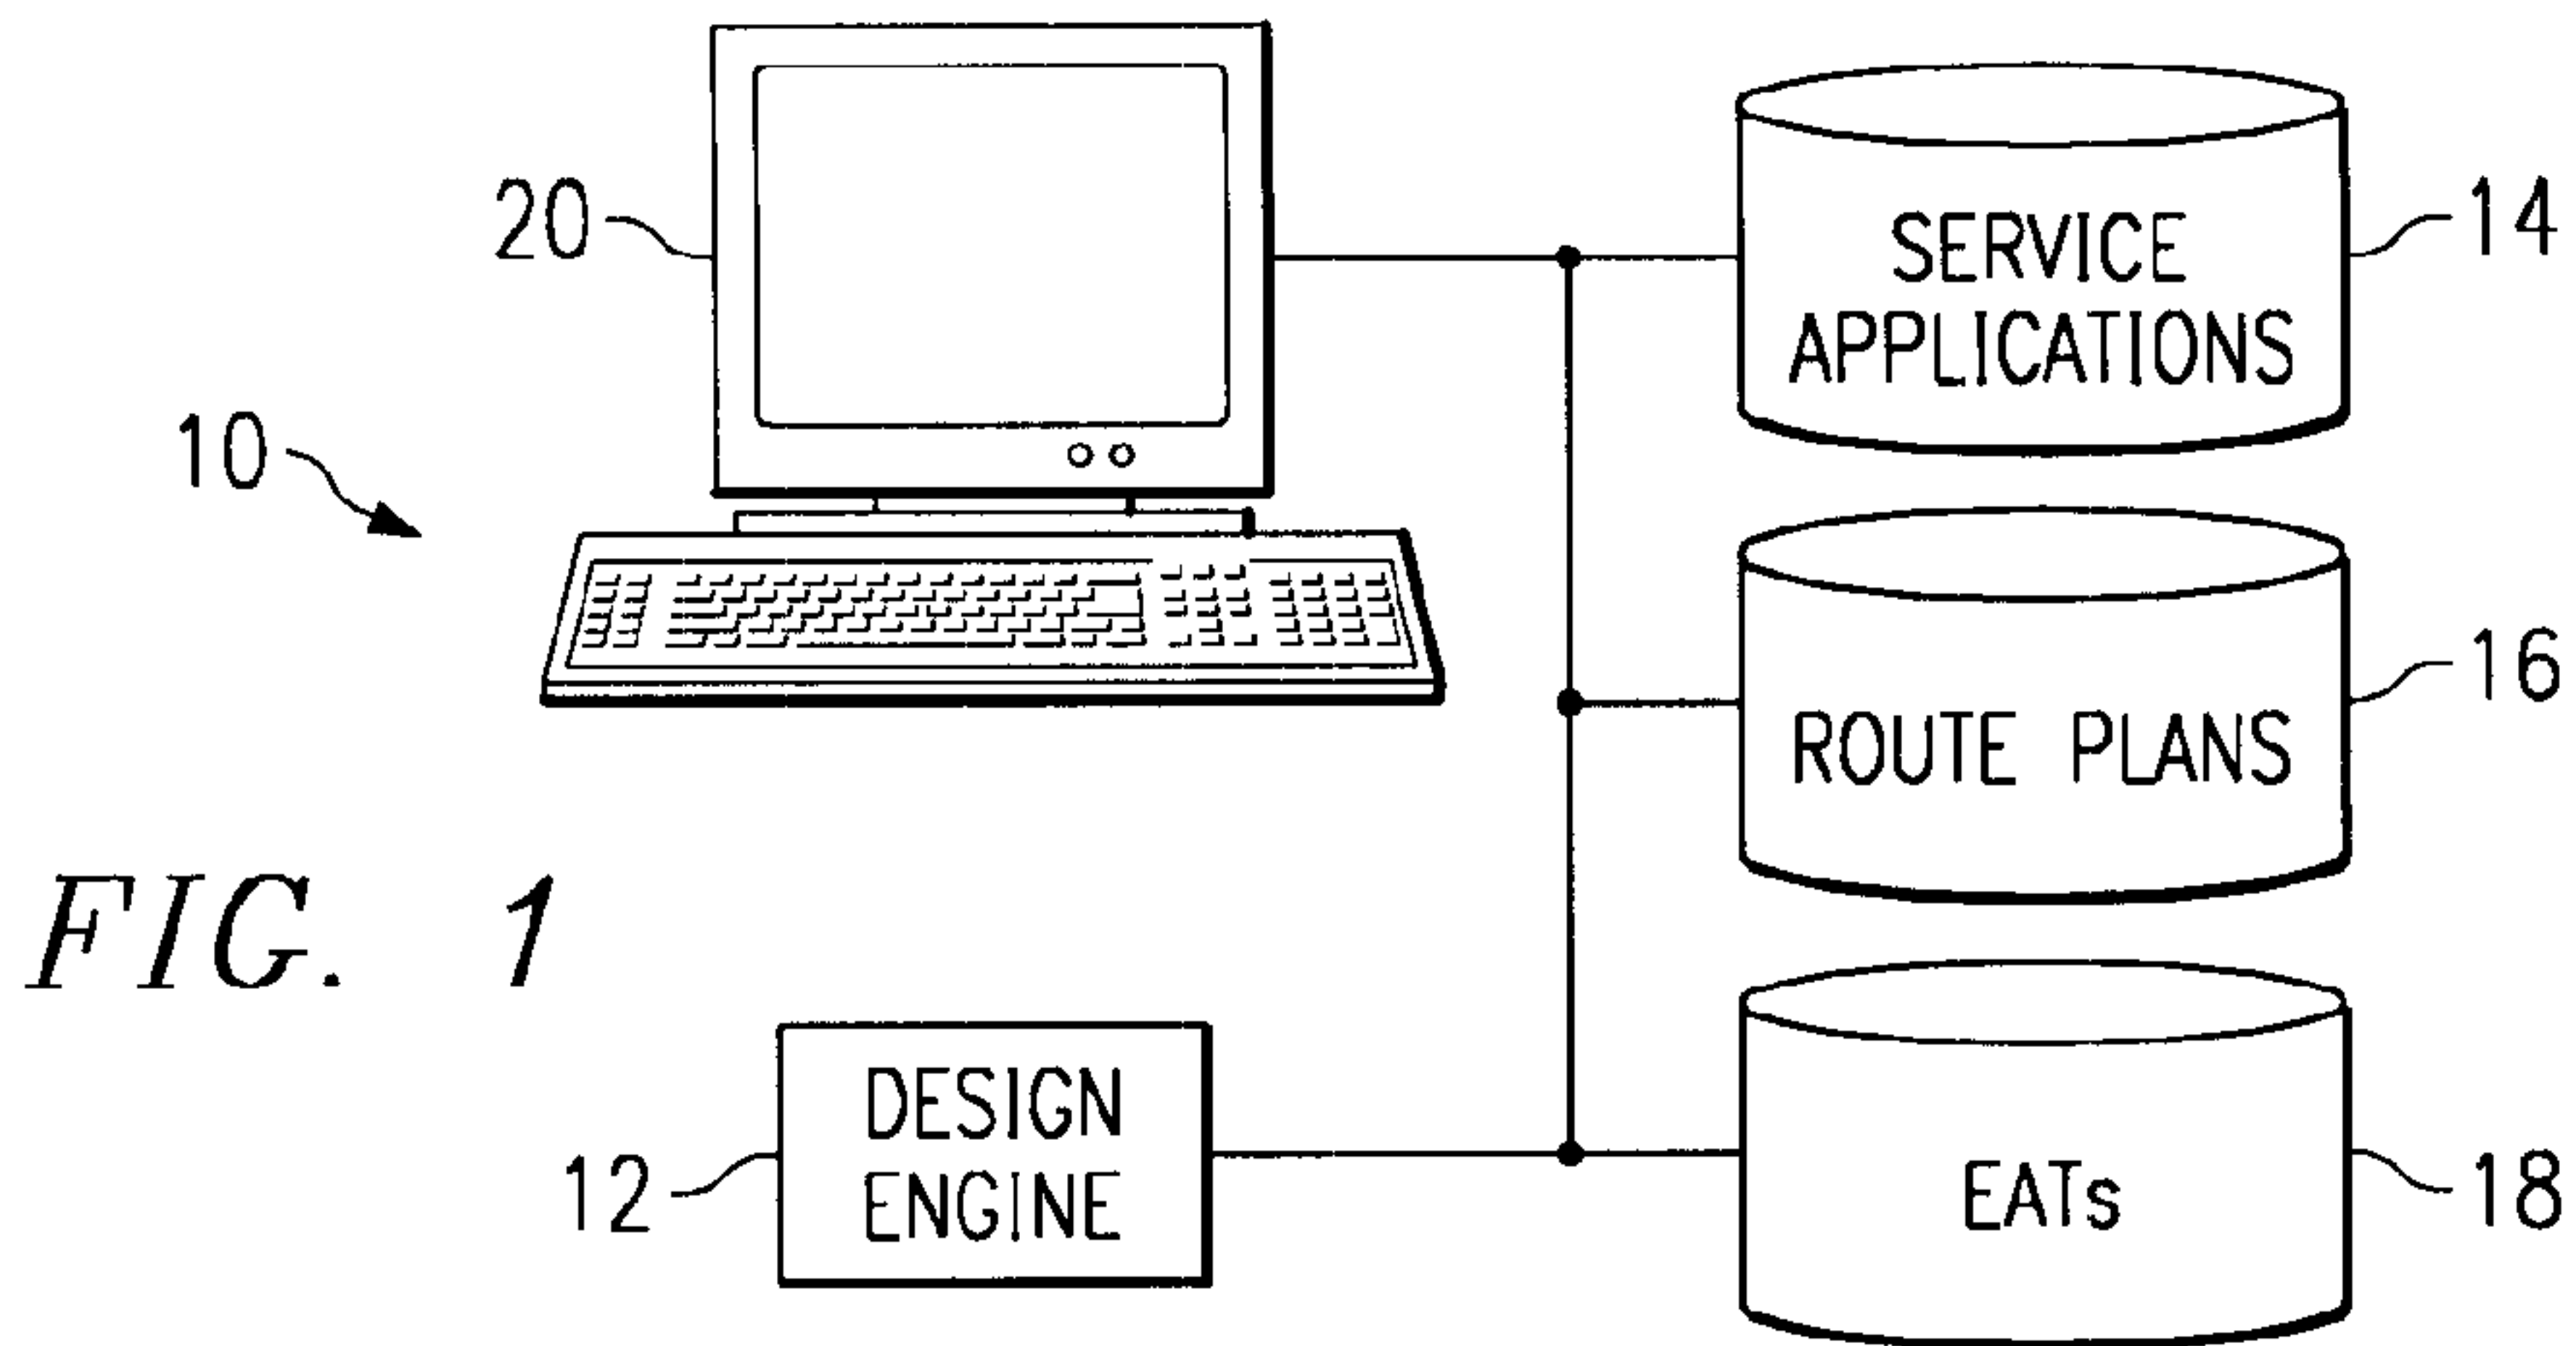 20
SERVICE
APPLICATIONS
14
10
ROUTE PLANS
16
FIG. 1
DESIGN
ENGINE
12
EATs
18